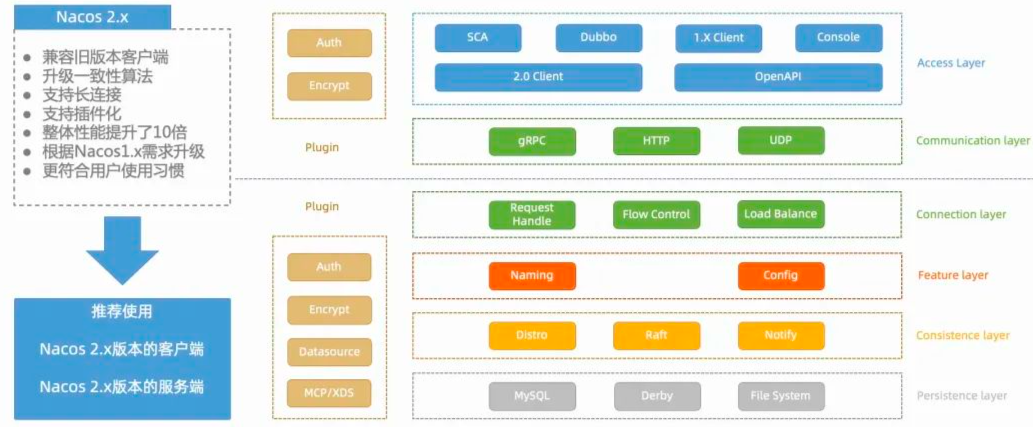 Nacos 2.x
● 兼容旧版本客户端
● 升级一致性算法
● 支持长连接
● 支持插件化
● 整体性能提升了10倍
● 根据Nacos1.x需求升级
● 更符合用户使用习惯
推荐使用
Nacos 2.x版本的客户端
Nacos 2.x版本的服务端
Auth
Encrypt
Plugin
SCA
Dubbo
1.X Client
Console
2.0 Client
OpenAPI
Access Layer
gRPC
HTTP
UDP
Communication layer
Plugin
Auth
Encrypt
Datasource
MCP/XDS
Request
Handle
Flow Control
Load Balance
Connection layer
Naming
Config
Feature layer
Distro
Raft
Notify
Consistence layer
MySQL
Derby
File System
Persistence layer